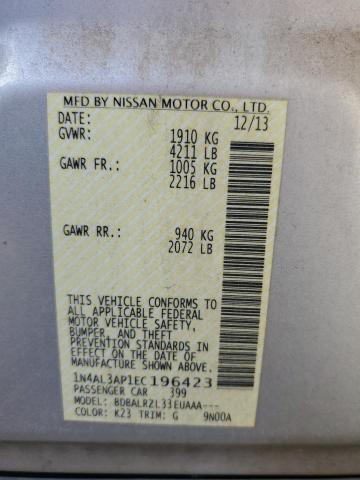 MFD BY NISSAN MOTOR CO., LTD.
DATE: 12/13
GVWR: 1910 KG
4211 LB
GAWR FR.: 1005 KG
2216 LB
GAWR RR.: 940 KG
2072 LB
THIS VEHICLE CONFORMS TO
ALL APPLICABLE FEDERAL
MOTOR VEHICLE SAFETY,
BUMPER, AND THEFT
PREVENTION STANDARDS
IN EFFECT ON THE DATE OF
MANUFACTURE SHOWN ABOVE.
1N4AL3AP1EC196423
PASSENGER CAR 399
MODEL: BDBALRZL33EUAAA---
COLOR: K23 TRIM: G 9N00A